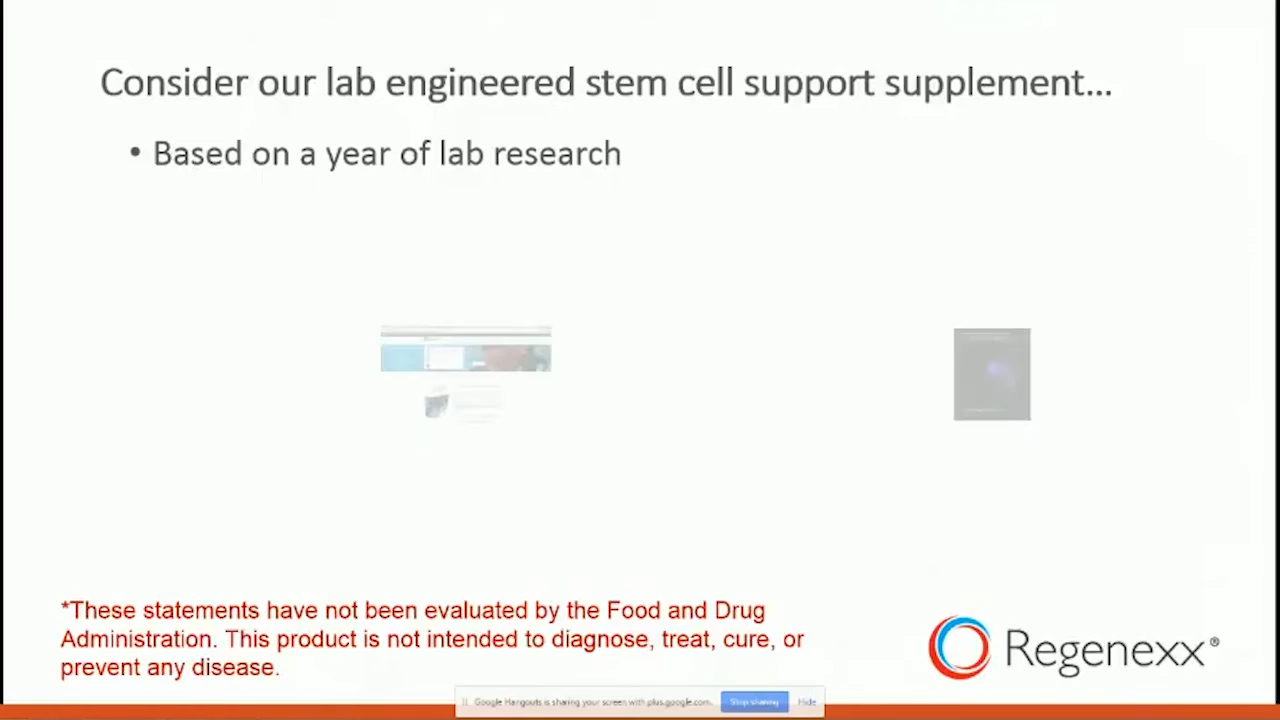 Consider our lab engineered stem cell support supplement...
• Based on a year of lab research
*These statements have not been evaluated by the Food and Drug
Administration. This product is not intended to diagnose, treat, cure, or
prevent any disease.
Regenexx®
Google Hangouts is sharing your screen with plus.google.com. Stop sharing Hide